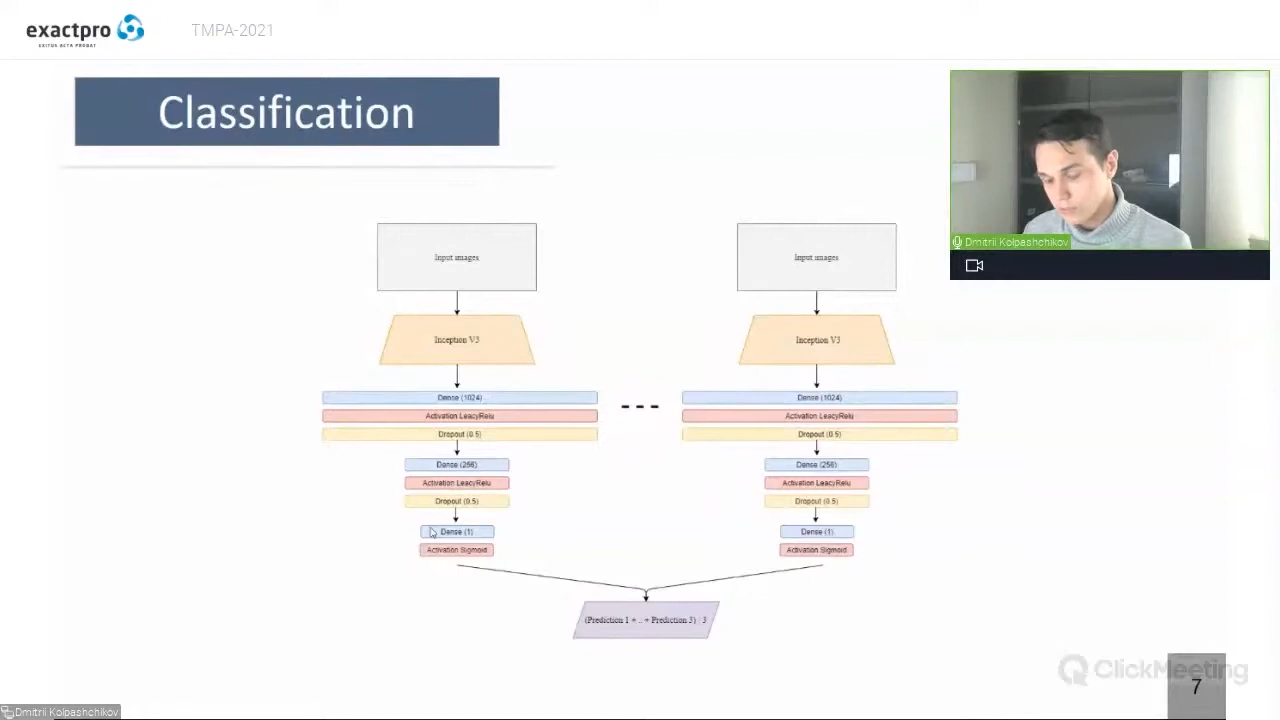 exactpro
EXITUS ACTA PROBAT
TMPA-2021
Classification
Dmitrii Kolpashchikov
Input images
Input images
Inception V3
Inception V3
Dense (1024)
Dense (1024)
Activation LeacyRelu
Activation LeacyRelu
Dropout (0.5)
Dropout (0.5)
Dense (256)
Dense (256)
Activation LeacyRelu
Activation LeacyRelu
Dropout (0.5)
Dropout (0.5)
Dense (1)
Dense (1)
Activation Sigmoid
Activation Sigmoid
(Prediction 1 + .. + Prediction 3) / 3
ClickMeeting
7
Dmitrii Kolpashchikov